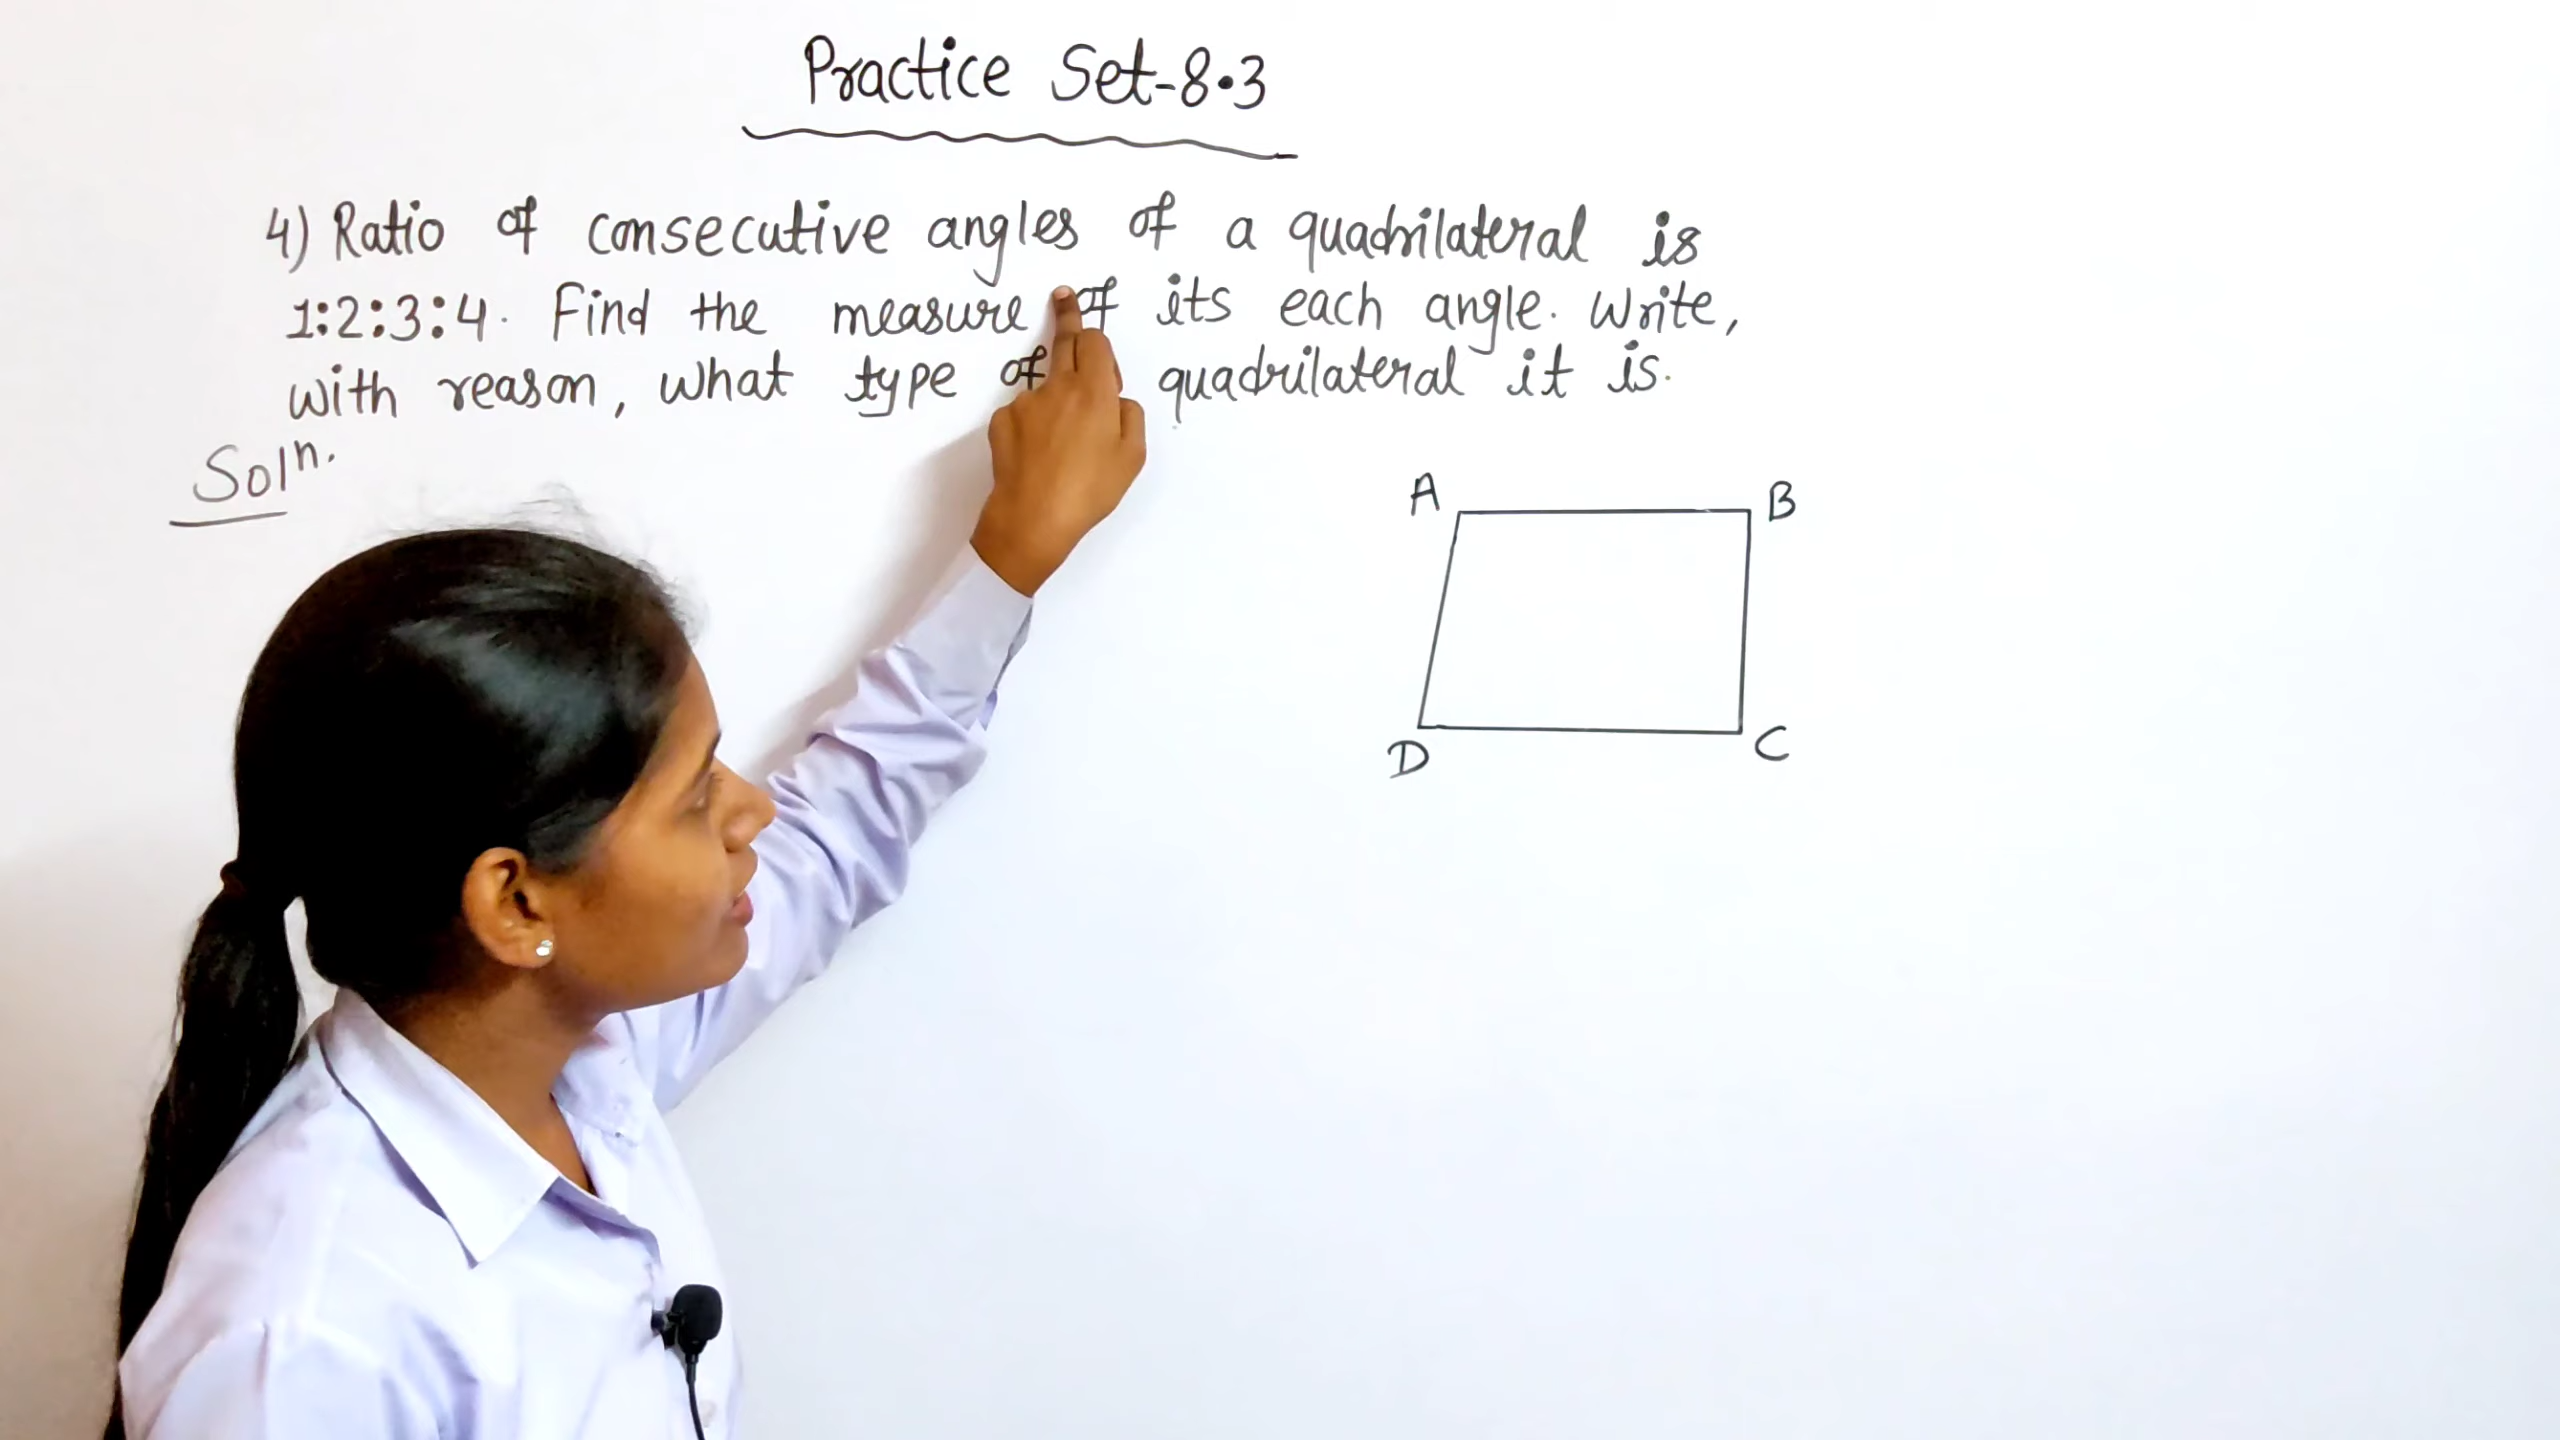 Practice Set-8.3
4) Ratio of consecutive angles of a quadrilateral is
1:2:3:4. Find the measure of its each angle. Write,
with reason, what type of quadrilateral it is.
Solⁿ.
A B
D C